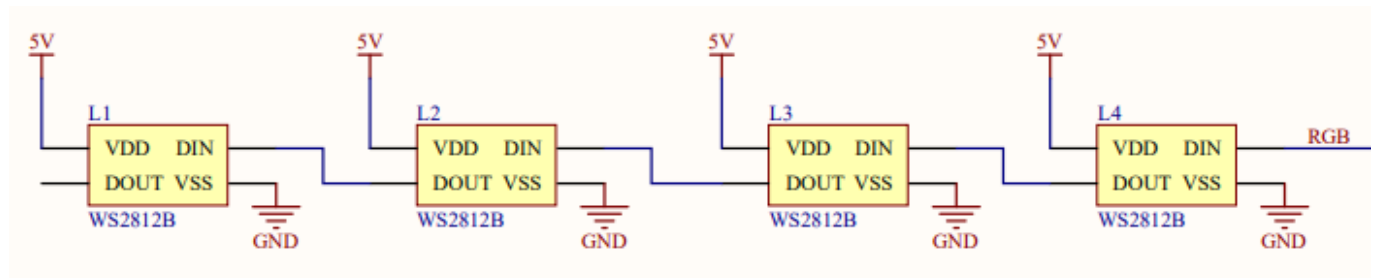 5V 5V 5V 5V
L1 L2 L3 L4
VDD DIN VDD DIN VDD DIN VDD DIN RGB
DOUT VSS DOUT VSS DOUT VSS DOUT VSS
WS2812B WS2812B WS2812B WS2812B
GND GND GND GND